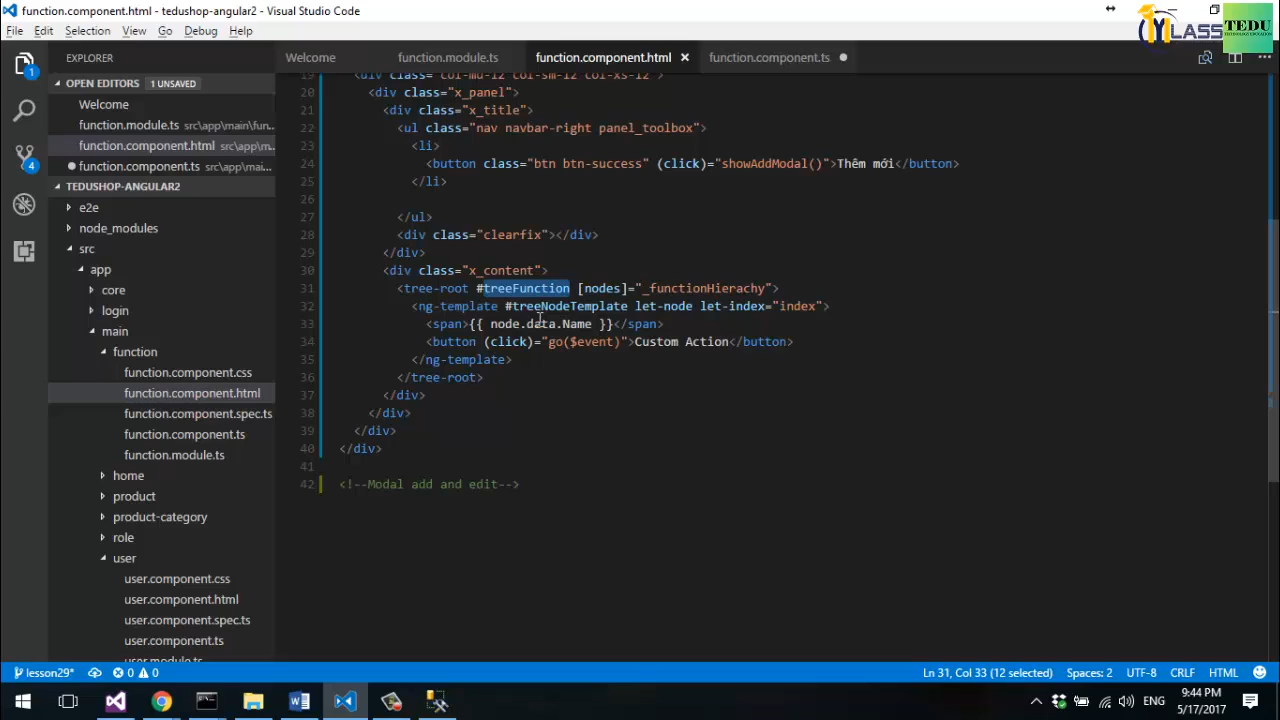 function.component.html - tedushop-angular2 - Visual Studio Code
File Edit Selection View Go Debug Help
MLASS TEDU
EXPLORER
Welcome function.module.ts function.component.html × function.component.ts
OPEN EDITORS 1 UNSAVED
Welcome
function.module.ts src\app\main\fun...
function.component.html src\app\m...
function.component.ts src\app\mai...
TEDUSHOP-ANGULAR2
e2e
node_modules
src
app
core
login
main
function
function.component.css
function.component.html
function.component.spec.ts
function.component.ts
function.module.ts
home
product
product-category
role
user
user.component.css
user.component.html
user.component.spec.ts
user.component.ts
user.module.ts
20 <div class="x_panel">
21 <div class="x_title">
22 <ul class="nav navbar-right panel_toolbox">
23 <li>
24 <button class="btn btn-success" (click)="showAddModal()">Thêm mới</button>
25 </li>
26
27 </ul>
28 <div class="clearfix"></div>
29 </div>
30 <div class="x_content">
31 <tree-root #treeFunction [nodes]="_functionHierachy">
32 <ng-template #treeNodeTemplate let-node let-index="index">
33 <span>{{ node.data.Name }}</span>
34 <button (click)="go($event)">Custom Action</button>
35 </ng-template>
36 </tree-root>
37 </div>
38 </div>
39 </div>
40 </div>
41
42 <!--Modal add and edit-->
lesson29* 0 0 Ln 31, Col 33 (12 selected) Spaces: 2 UTF-8 CRLF HTML
ENG 9:44 PM
5/17/2017